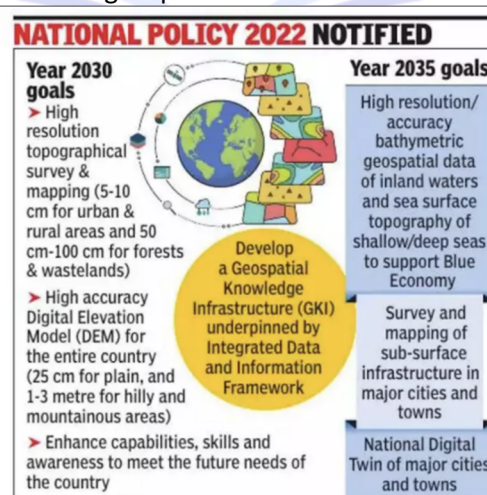 NATIONAL POLICY 2022 NOTIFIED
Year 2030
goals
➤ High
resolution
topographical
survey &
mapping (5-10
cm for urban &
rural areas and 50
cm-100 cm for forests
& wastelands)
➤ High accuracy
Digital Elevation
Model (DEM) for
the entire country
(25 cm for plain, and
1-3 metre for hilly and
mountainous areas)
➤ Enhance capabilities, skills and
awareness to meet the future needs of
the country
Develop
a Geospatial
Knowledge
Infrastructure (GKI)
underpinned by
Integrated Data
and Information
Framework
Year 2035 goals
High resolution/
accuracy
bathymetric
geospatial data
of inland waters
and sea surface
topography of
shallow/deep seas
to support Blue
Economy
Survey and
mapping of
sub-surface
infrastructure in
major cities and
towns
National Digital
Twin of major cities
and towns